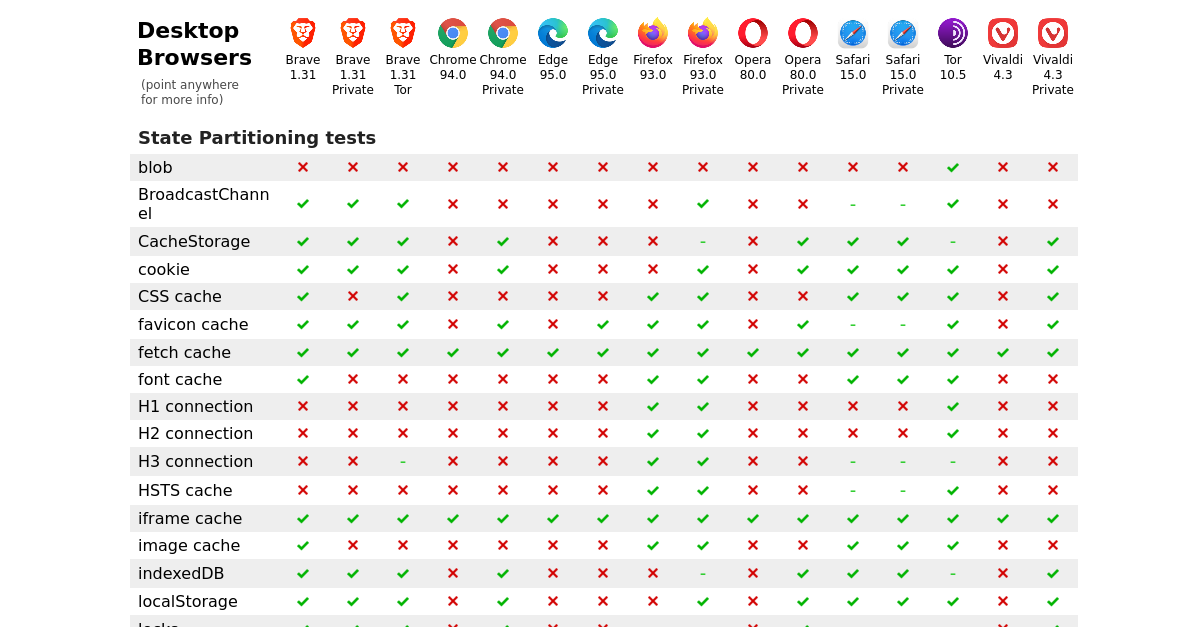 Desktop
Browsers
(point anywhere
for more info)
Brave
1.31
Brave
1.31
Private
Brave
1.31
Tor
Chrome
94.0
Chrome
94.0
Private
Edge
95.0
Edge
95.0
Private
Firefox
93.0
Firefox
93.0
Private
Opera
80.0
Opera
80.0
Private
Safari
15.0
Safari
15.0
Private
Tor
10.5
Vivaldi
4.3
Vivaldi
4.3
Private
State Partitioning tests
blob
BroadcastChann
el
CacheStorage
cookie
CSS cache
favicon cache
fetch cache
font cache
H1 connection
H2 connection
H3 connection
HSTS cache
iframe cache
image cache
indexedDB
localStorage